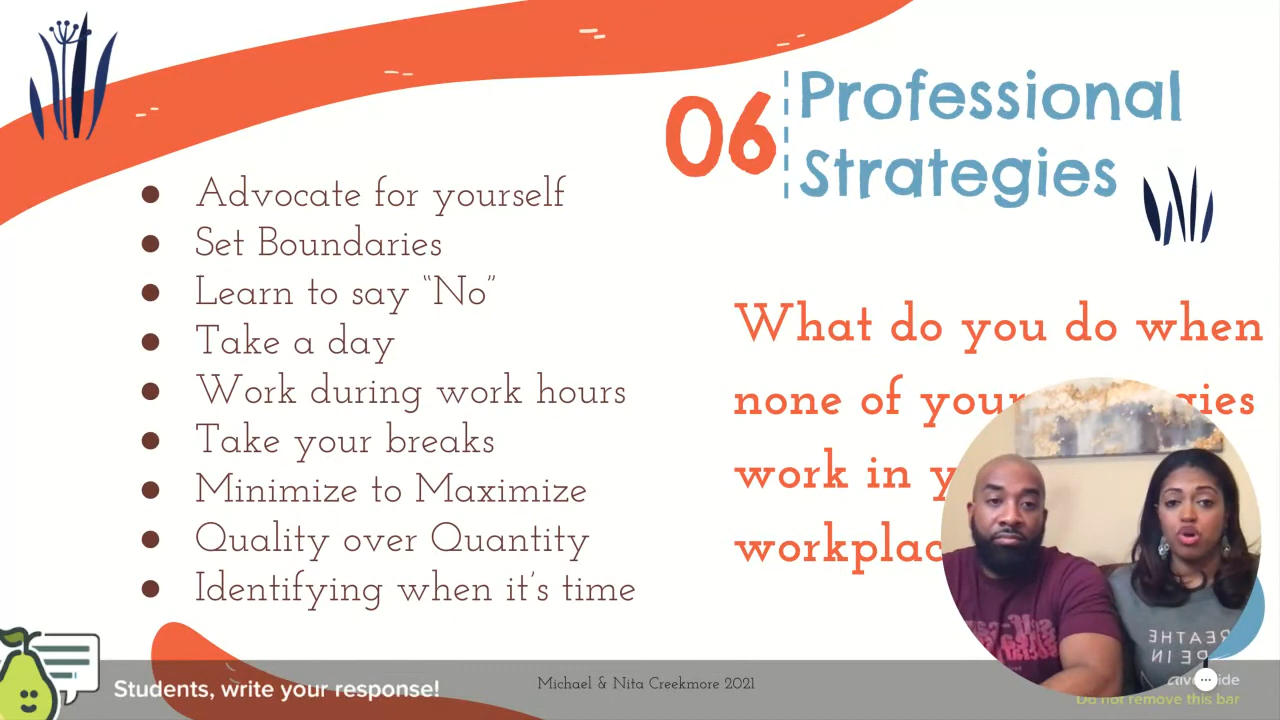 06
Professional
Strategies
Advocate for yourself
Set Boundaries
Learn to say “No”
Take a day
Work during work hours
Take your breaks
Minimize to Maximize
Quality over Quantity
Identifying when it’s time
What do you do when
none of your
work in
Students, write your response!
Michael & Nita Creekmore 2021
Do not remove this bar
BREATHE